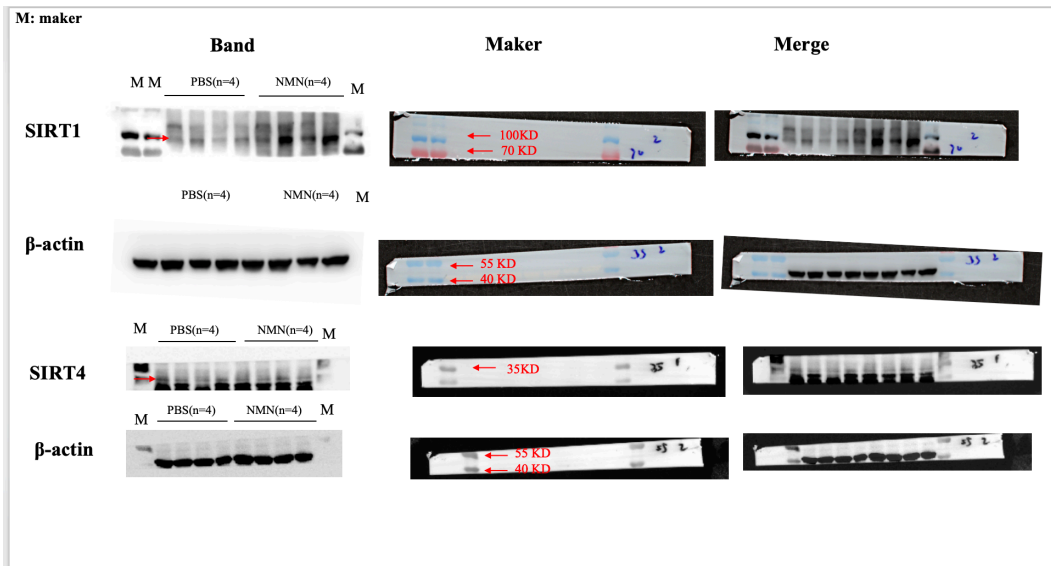 M: maker
Band Maker Merge
M M PBS(n=4) NMN(n=4) M
SIRT1
100KD
70 KD
2
70
PBS(n=4) NMN(n=4) M
β-actin
55 KD
40 KD
35 2
35 2
M PBS(n=4) NMN(n=4) M
SIRT4
35KD
35
35
M PBS(n=4) NMN(n=4) M
β-actin
55 KD
40 KD
35 2
35 2